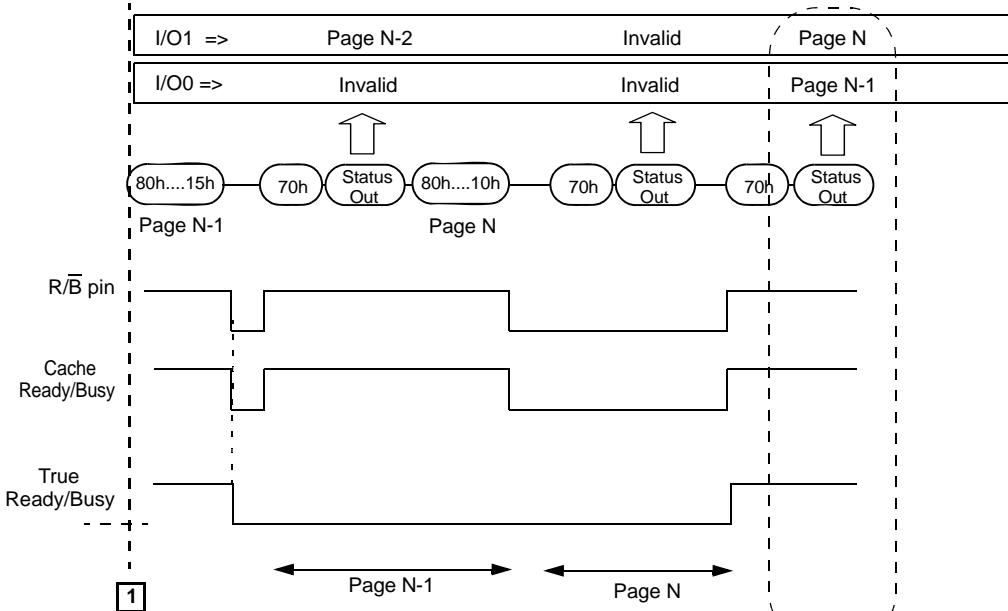 I/O1 => Page N-2 Invalid Page N
I/O0 => Invalid Invalid Page N-1
80h....15h 70h Status Out 80h....10h 70h Status Out 70h Status Out
Page N-1 Page N
R/B̅ pin
Cache
Ready/Busy
True
Ready/Busy
Page N-1 Page N
1